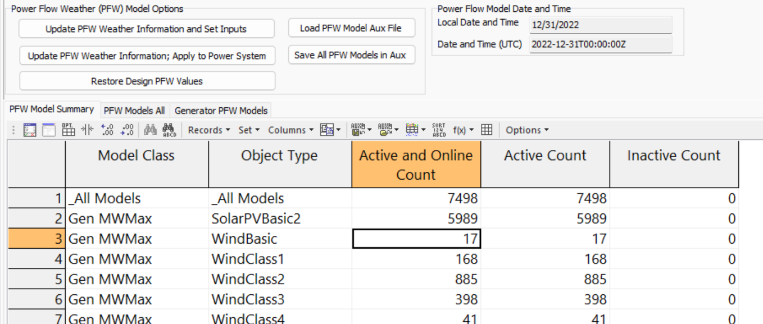 Power Flow Weather (PFW) Model Options
Update PFW Weather Information and Set Inputs
Load PFW Model Aux File
Update PFW Weather Information; Apply to Power System
Save All PFW Models in Aux
Restore Design PFW Values
Power Flow Model Date and Time
Local Date and Time 12/31/2022
Date and Time (UTC) 2022-12-31T00:00:00Z
PFW Model Summary PFW Models All Generator PFW Models
Records Set Columns f(x) Options
Model Class Object Type Active and Online Count Active Count Inactive Count
1 _All Models _All Models 7498 7498 0
2 Gen MWMax SolarPVBasic2 5989 5989 0
3 Gen MWMax WindBasic 17 17 0
4 Gen MWMax WindClass1 168 168 0
5 Gen MWMax WindClass2 885 885 0
6 Gen MWMax WindClass3 398 398 0
7 Gen MWMax WindClass4 41 41 0